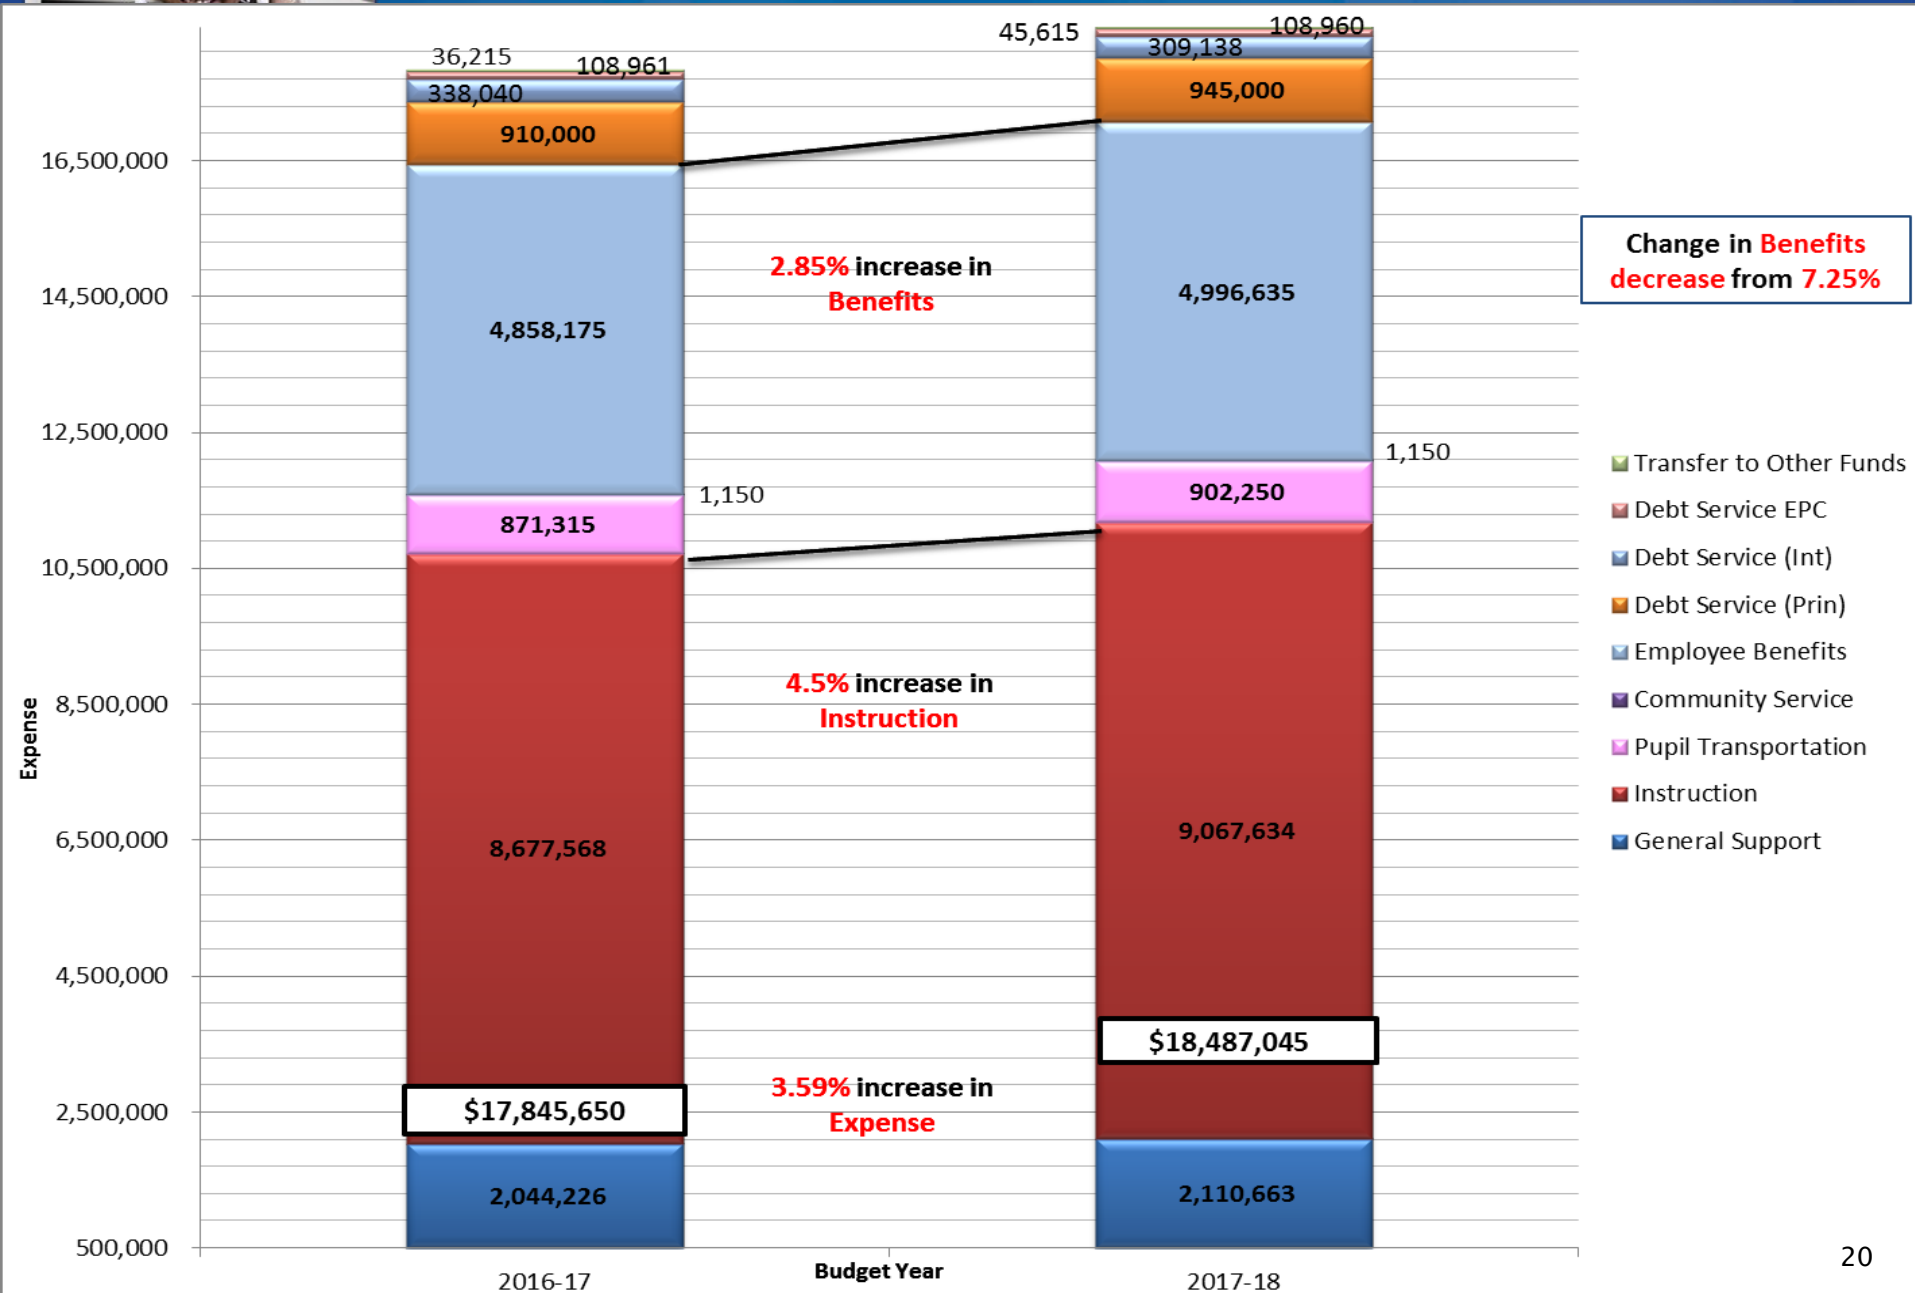 36,215
108,961
338,040
910,000
4,858,175
1,150
871,315
8,677,568
$17,845,650
2,044,226
45,615
108,960
309,138
945,000
4,996,635
1,150
902,250
9,067,634
$18,487,045
2,110,663
2.85% increase in
Benefits
4.5% increase in
Instruction
3.59% increase in
Expense
Change in Benefits
decrease from 7.25%
16,500,000
14,500,000
12,500,000
10,500,000
8,500,000
6,500,000
4,500,000
2,500,000
500,000
Expense
2016-17
Budget Year
2017-18
Transfer to Other Funds
Debt Service EPC
Debt Service (Int)
Debt Service (Prin)
Employee Benefits
Community Service
Pupil Transportation
Instruction
General Support
20